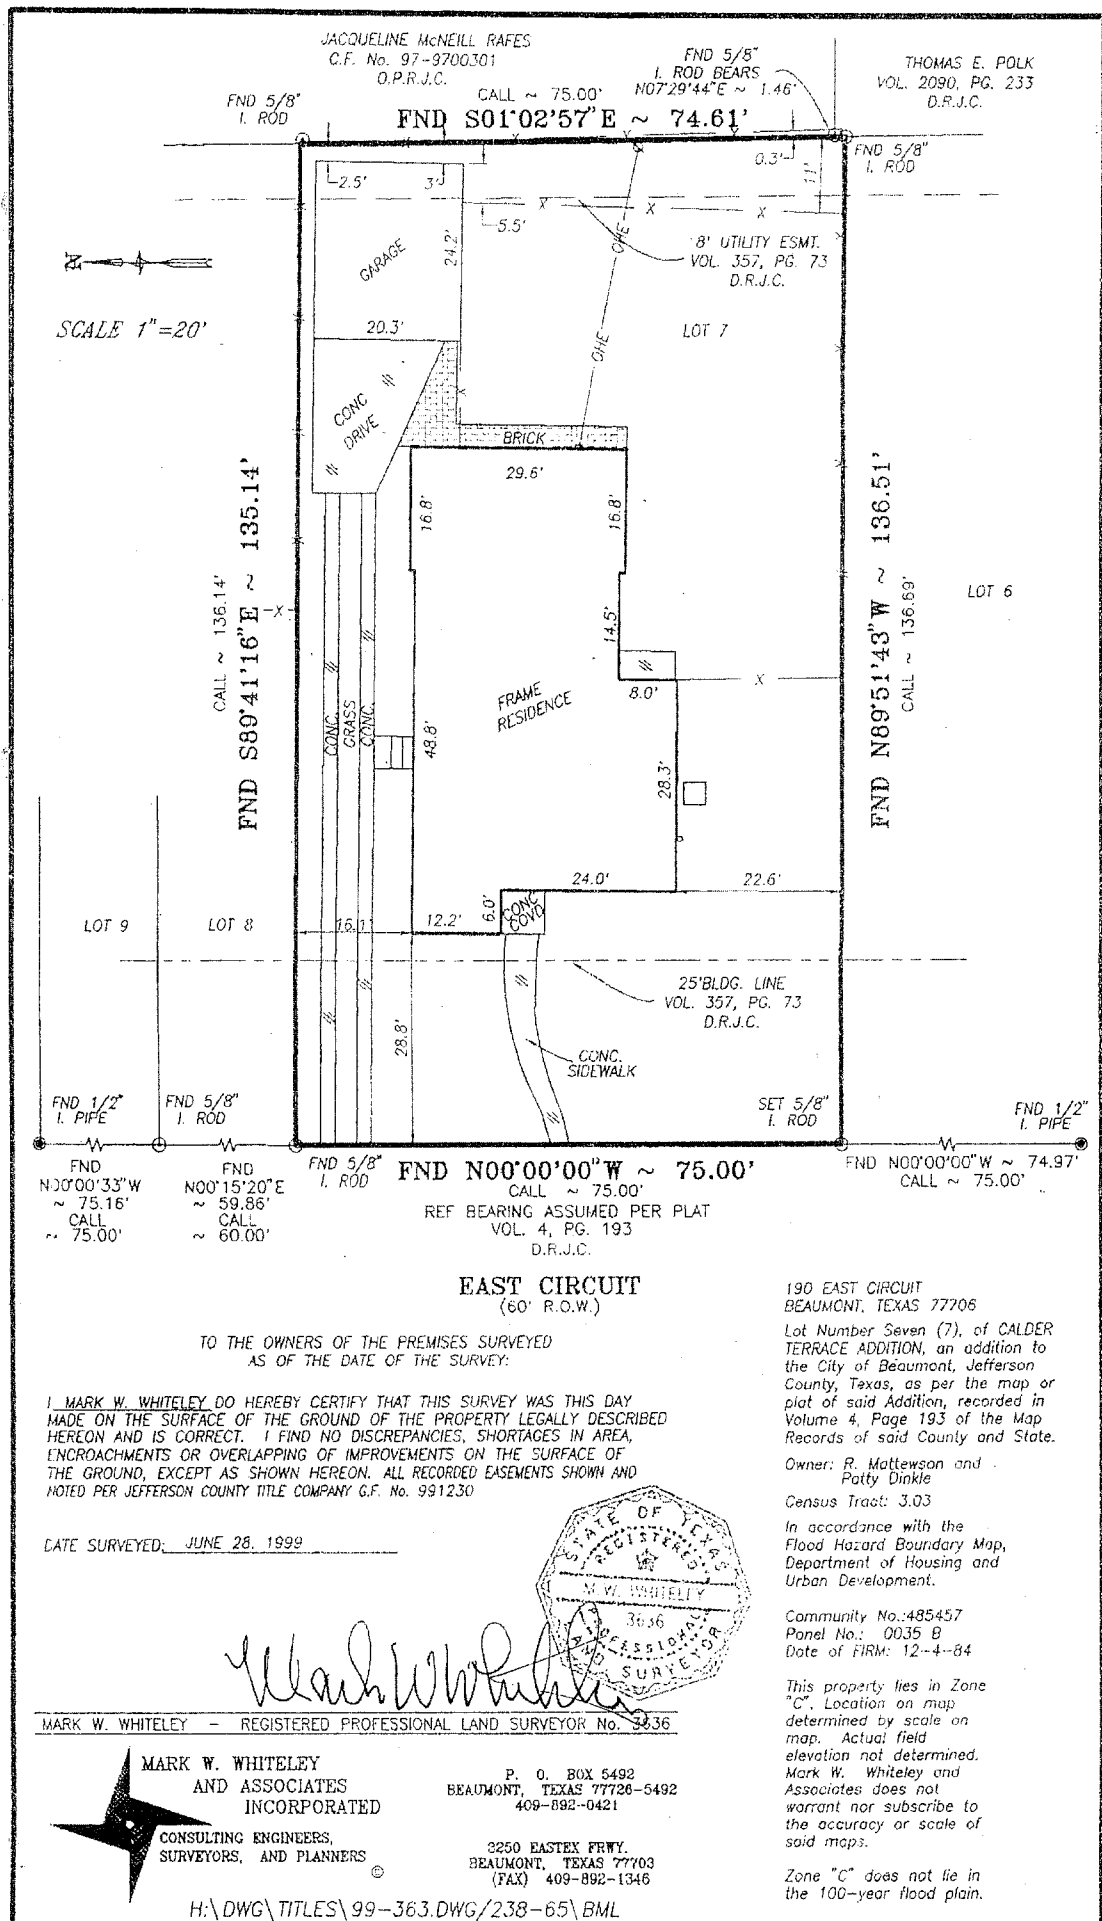 JACQUELINE McNEILL RAFES
C.F. No. 97-9700301
O.P.R.J.C.
FND 5/8"
I. ROD BEARS
N07°29'44"E ~ 1.46'
THOMAS E. POLK
VOL. 2090, PG. 233
D.R.J.C.
FND 5/8"
I. ROD
CALL ~ 75.00'
FND S01°02'57"E ~ 74.61'
FND 5/8"
I. ROD
2.5'
3'
0.3'
11'
5.5'
X
X
X
8' UTILITY ESMT.
VOL. 357, PG. 73
D.R.J.C.
OHE
OHE
GARAGE
24.2'
N
SCALE 1"=20'
20.3'
LOT 7
CONC
DRIVE
BRICK
29.6'
16.8'
16.8'
FND S89°41'16"E ~ 135.14'
CALL ~ 136.14'
X
FND N89°51'43"W ~ 136.51'
CALL ~ 136.69'
LOT 6
14.5'
8.0'
X
FRAME
RESIDENCE
CONC.
GRASS
CONC.
48.8'
28.3'
24.0'
22.6'
LOT 9
LOT 8
16.1'
12.2'
6.0'
CONC
COVD
25'BLDG. LINE
VOL. 357, PG. 73
D.R.J.C.
28.8'
CONC.
SIDEWALK
FND 1/2"
I. PIPE
FND 5/8"
I. ROD
SET 5/8"
I. ROD
FND 1/2"
I. PIPE
FND
N00°00'33"W
~ 75.16'
CALL
~ 75.00'
FND
N00°15'20"E
~ 59.86'
CALL
~ 60.00'
FND 5/8"
I. ROD
FND N00°00'00"W ~ 75.00'
CALL ~ 75.00'
REF BEARING ASSUMED PER PLAT
VOL. 4, PG. 193
D.R.J.C.
FND N00°00'00"W ~ 74.97'
CALL ~ 75.00'
EAST CIRCUIT
(60' R.O.W.)
TO THE OWNERS OF THE PREMISES SURVEYED
AS OF THE DATE OF THE SURVEY:
I MARK W. WHITELEY DO HEREBY CERTIFY THAT THIS SURVEY WAS THIS DAY
MADE ON THE SURFACE OF THE GROUND OF THE PROPERTY LEGALLY DESCRIBED
HEREON AND IS CORRECT. I FIND NO DISCREPANCIES, SHORTAGES IN AREA,
ENCROACHMENTS OR OVERLAPPING OF IMPROVEMENTS ON THE SURFACE OF
THE GROUND, EXCEPT AS SHOWN HEREON. ALL RECORDED EASEMENTS SHOWN AND
NOTED PER JEFFERSON COUNTY TITLE COMPANY G.F. No. 991230
DATE SURVEYED: JUNE 28, 1999
STATE OF TEXAS
REGISTERED
M.W. WHITELEY
3636
PROFESSIONAL
LAND SURVEYOR
Mark W Whiteley
MARK W. WHITELEY - REGISTERED PROFESSIONAL LAND SURVEYOR No. 3636
MARK W. WHITELEY
AND ASSOCIATES
INCORPORATED
CONSULTING ENGINEERS,
SURVEYORS, AND PLANNERS
©
P. O. BOX 5492
BEAUMONT, TEXAS 77726-5492
409-892-0421
3250 EASTEX FRWY.
BEAUMONT, TEXAS 77703
(FAX) 409-892-1346
H:\DWG\TITLES\99-363.DWG/238-65\BML
190 EAST CIRCUIT
BEAUMONT, TEXAS 77706
Lot Number Seven (7), of CALDER
TERRACE ADDITION, an addition to
the City of Beaumont, Jefferson
County, Texas, as per the map or
plat of said Addition, recorded in
Volume 4, Page 193 of the Map
Records of said County and State.
Owner: R. Mattewson and
Patty Dinkle
Census Tract: 3.03
In accordance with the
Flood Hazard Boundary Map,
Department of Housing and
Urban Development.
Community No.:485457
Panel No.: 0035 B
Date of FIRM: 12-4-84
This property lies in Zone
"C". Location on map
determined by scale on
map. Actual field
elevation not determined.
Mark W. Whiteley and
Associates does not
warrant nor subscribe to
the accuracy or scale of
said maps.
Zone "C" does not lie in
the 100-year flood plain.